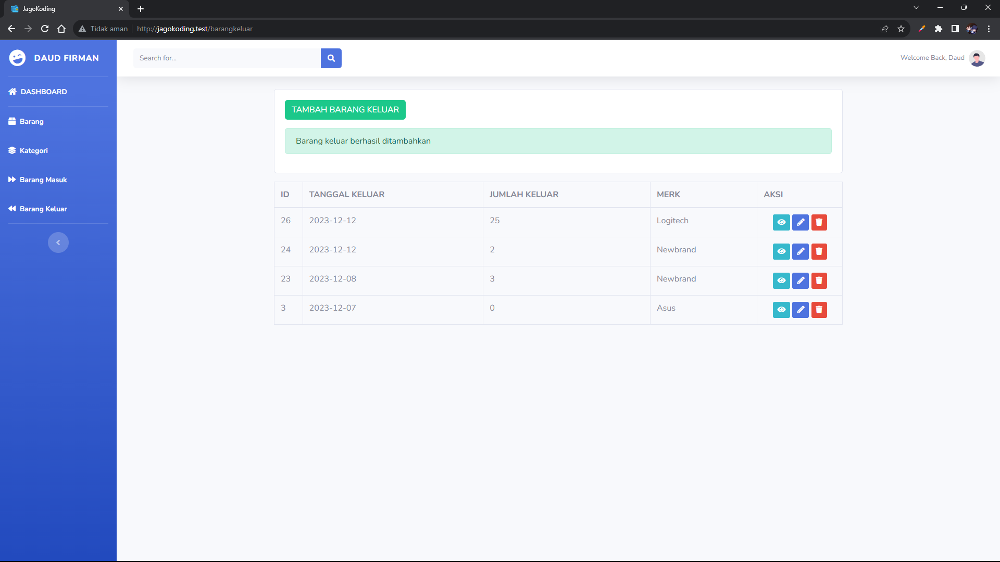 JagoKoding
Tidak aman http://jagokoding.test/barangkeluar
DAUD FIRMAN
Search for...
Welcome Back, Daud
DASHBOARD
Barang
Kategori
Barang Masuk
Barang Keluar
TAMBAH BARANG KELUAR
Barang keluar berhasil ditambahkan
ID TANGGAL KELUAR JUMLAH KELUAR MERK AKSI
26 2023-12-12 25 Logitech
24 2023-12-12 2 Newbrand
23 2023-12-08 3 Newbrand
3 2023-12-07 0 Asus